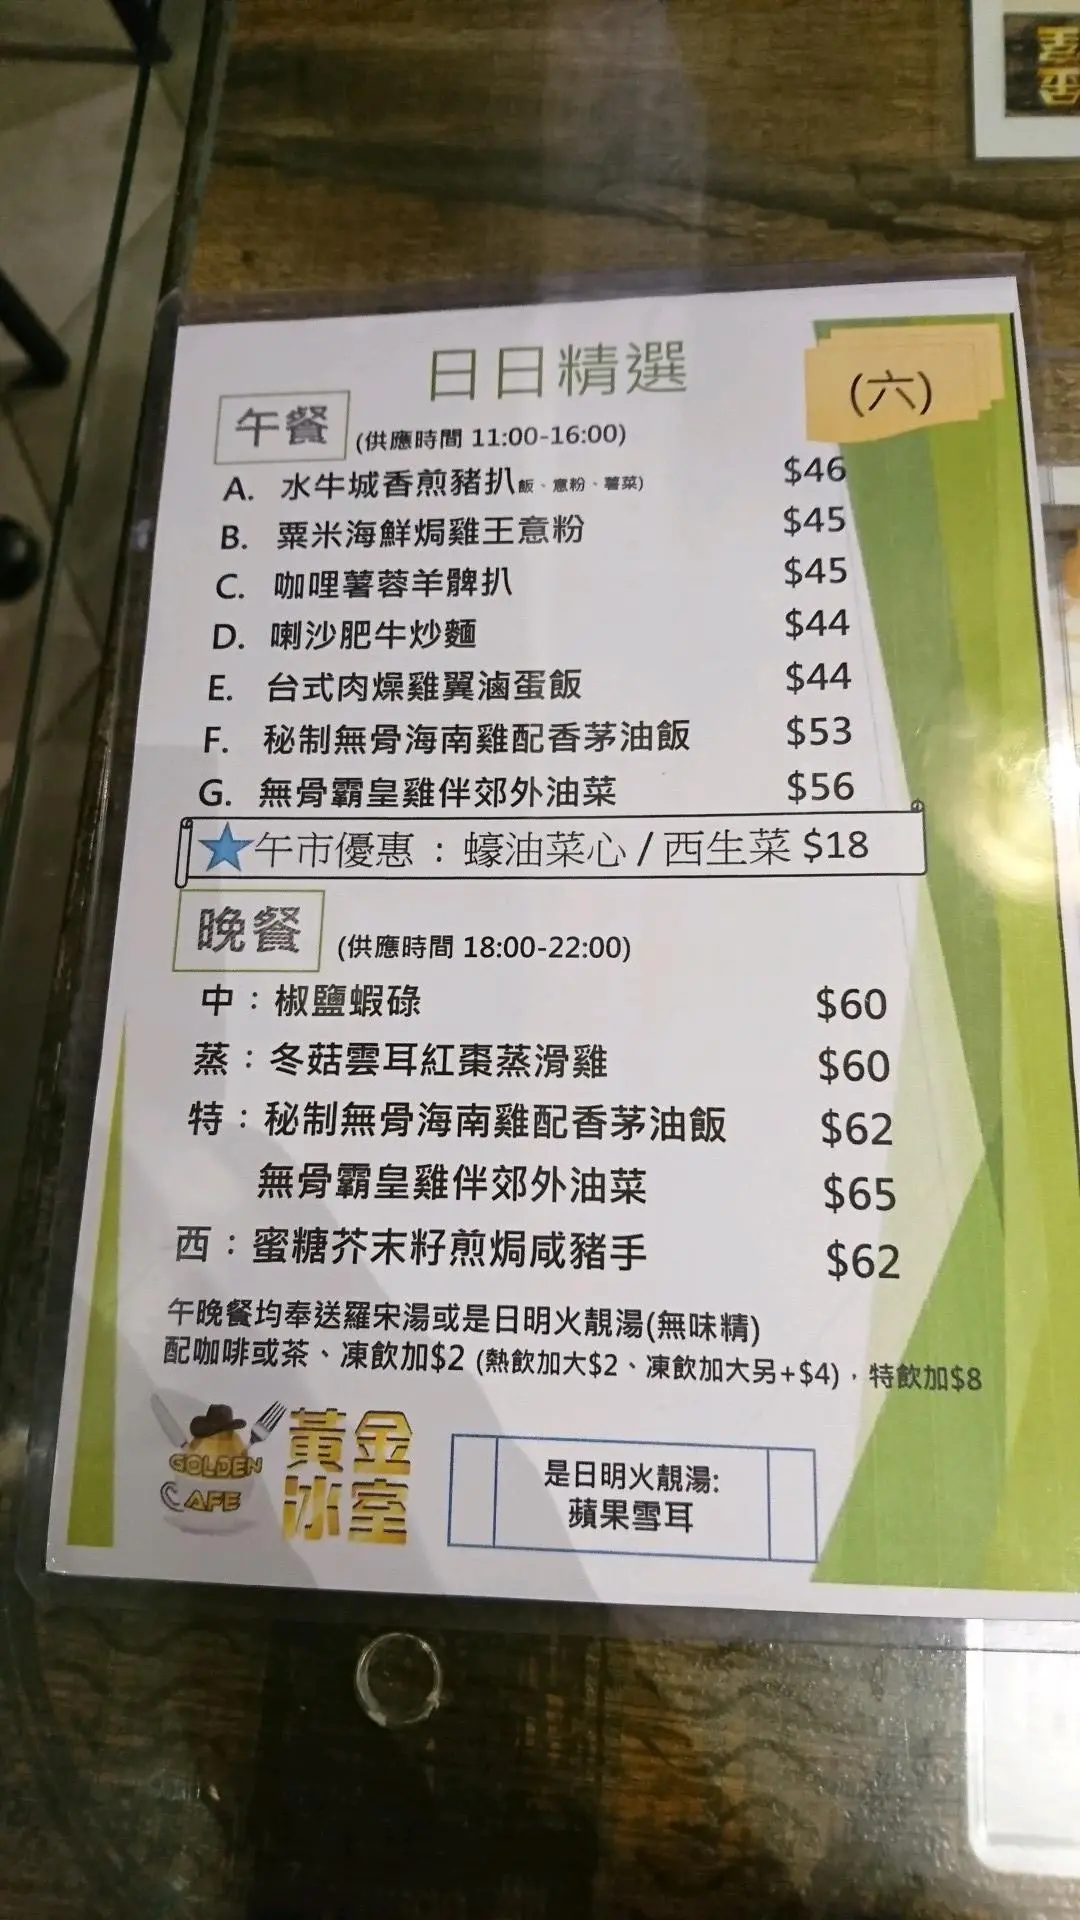 日日精選
(六)
午餐 (供應時間 11:00-16:00)
A. 水牛城香煎豬扒飯、意粉、薯菜) $46
B. 粟米海鮮焗雞王意粉 $45
C. 咖哩薯蓉羊髀扒 $45
D. 喇沙肥牛炒麵 $44
E. 台式肉燥雞翼滷蛋飯 $44
F. 秘制無骨海南雞配香茅油飯 $53
G. 無骨霸皇雞伴郊外油菜 $56
午市優惠：蠔油菜心 / 西生菜 $18
晚餐 (供應時間 18:00-22:00)
中：椒鹽蝦碌 $60
蒸：冬菇雲耳紅棗蒸滑雞 $60
特：秘制無骨海南雞配香茅油飯 $62
無骨霸皇雞伴郊外油菜 $65
西：蜜糖芥末籽煎焗咸豬手 $62
午晚餐均奉送羅宋湯或是日明火靚湯(無味精)
配咖啡或茶、凍飲加$2 (熱飲加大$2、凍飲加大另+$4)，特飲加$8
GOLDEN
CAFE
黃金
冰室
是日明火靚湯:
蘋果雪耳